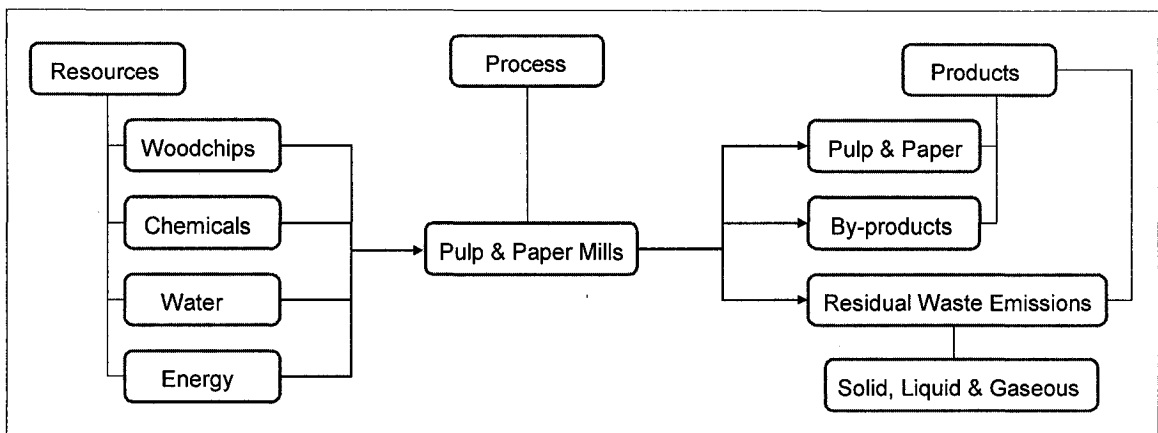 Resources
Process
Products
Woodchips
Pulp & Paper
Chemicals
By-products
Pulp & Paper Mills
Water
Residual Waste Emissions
Energy
Solid, Liquid & Gaseous